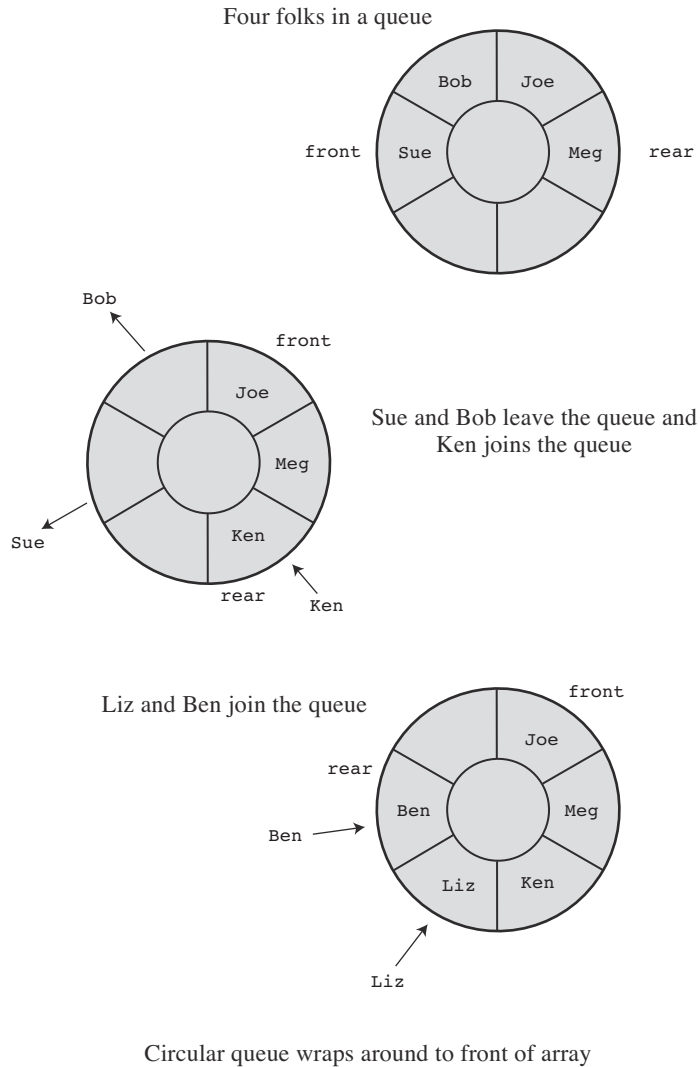 Four folks in a queue
Bob
Joe
front
Sue
Meg
rear
Bob
front
Joe
Sue and Bob leave the queue and
Ken joins the queue
Meg
Ken
Sue
rear
Ken
Liz and Ben join the queue
front
Joe
rear
Ben
Meg
Ben
Liz
Ken
Liz
Circular queue wraps around to front of array